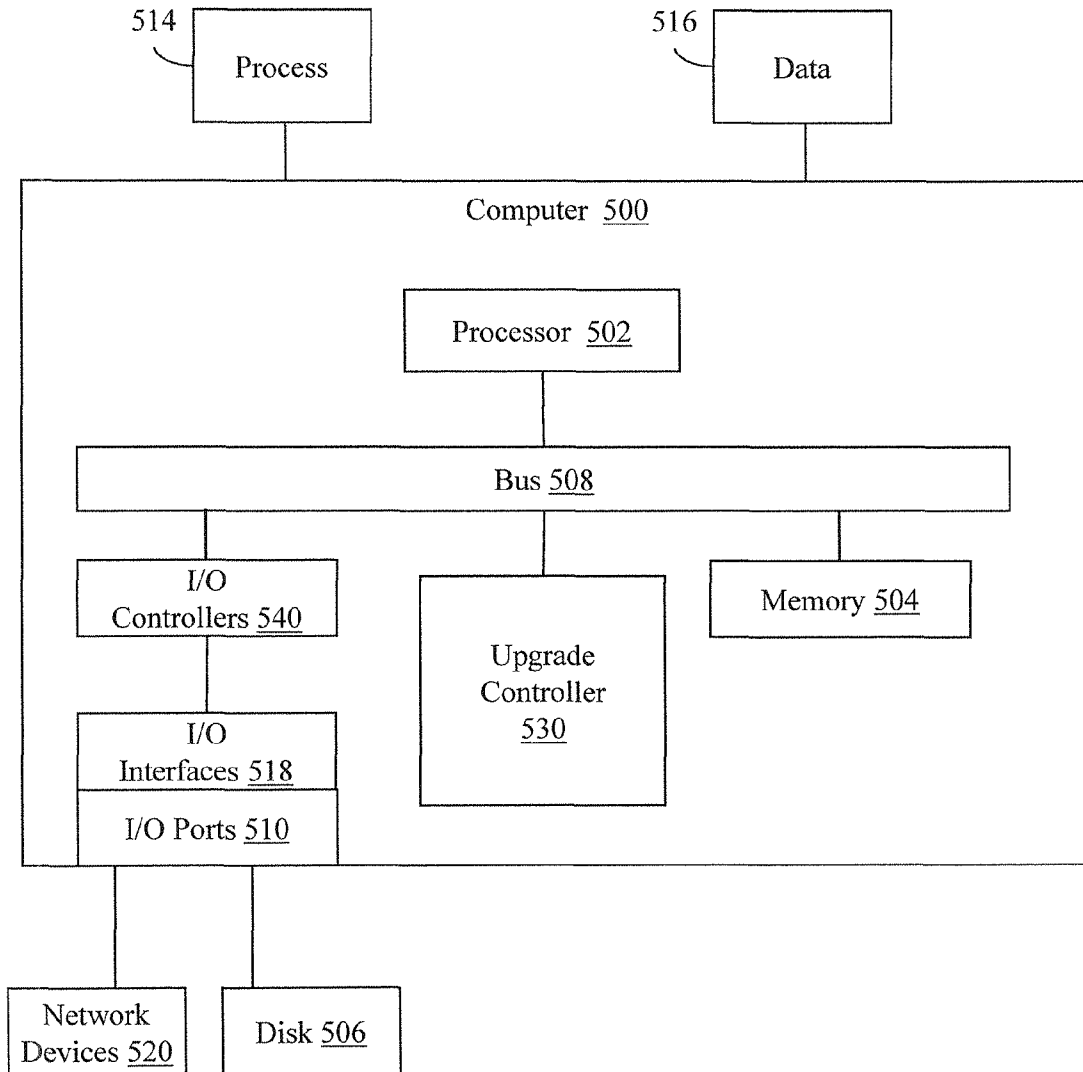 514
Process
516
Data
Computer 500
Processor 502
Bus 508
I/O
Controllers 540
Upgrade
Controller
530
Memory 504
I/O
Interfaces 518
I/O Ports 510
Network
Devices 520
Disk 506